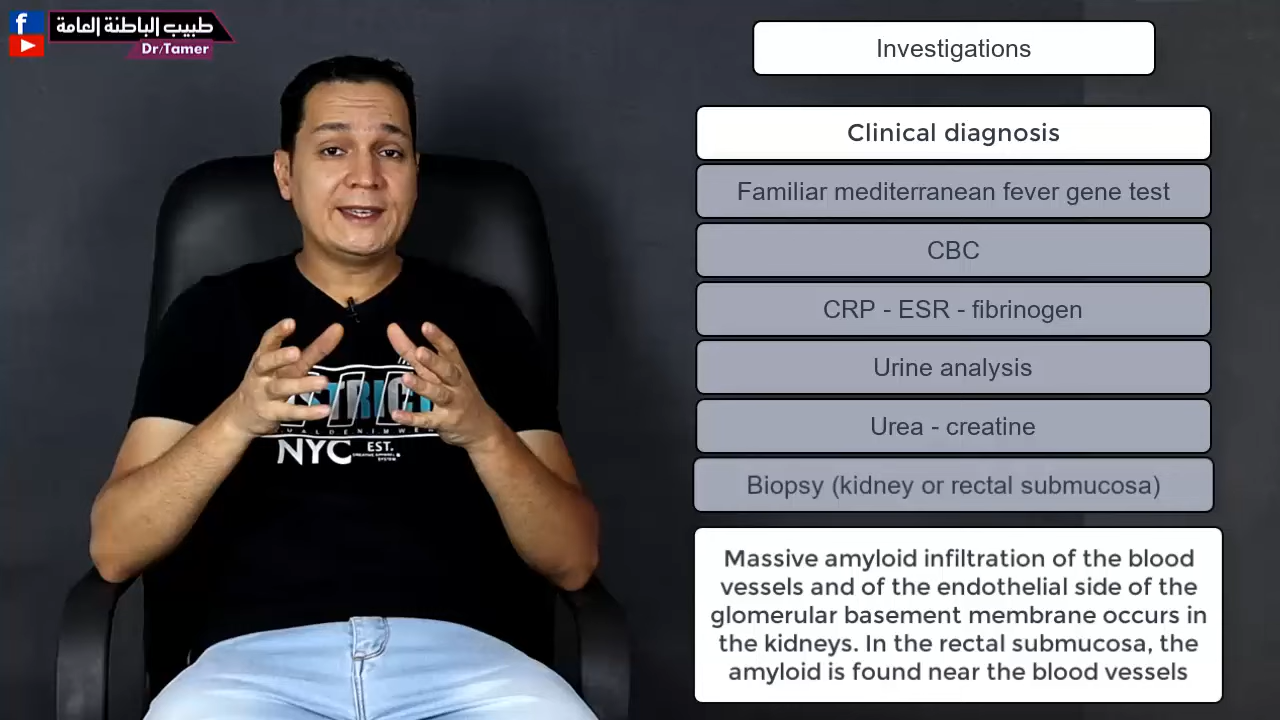 f
طبيب الباطنة العامة
Dr/Tamer
Investigations
Clinical diagnosis
Familiar mediterranean fever gene test
CBC
CRP - ESR - fibrinogen
Urine analysis
Urea - creatine
Biopsy (kidney or rectal submucosa)
Massive amyloid infiltration of the blood
vessels and of the endothelial side of the
glomerular basement membrane occurs in
the kidneys. In the rectal submucosa, the
amyloid is found near the blood vessels
NYC
EST.